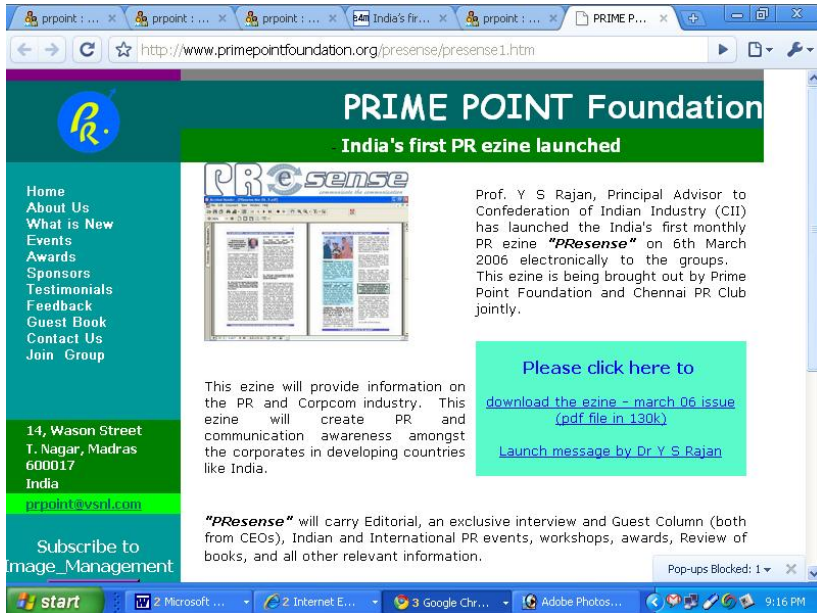 prpoint : ...
prpoint : ...
prpoint : ...
e4m India's fir...
prpoint : ...
PRIME P...
http://www.primepointfoundation.org/presense/presense1.htm
PR.
PRIME POINT Foundation
- India's first PR ezine launched
Home
About Us
What is New
Events
Awards
Sponsors
Testimonials
Feedback
Guest Book
Contact Us
Join Group
14, Wason Street
T. Nagar, Madras
600017
India
prpoint@vsnl.com
Subscribe to
Image_Management
PR e sense
Prof. Y S Rajan, Principal Advisor to
Confederation of Indian Industry (CII)
has launched the India's first monthly
PR ezine "PResense" on 6th March
2006 electronically to the groups.
This ezine is being brought out by Prime
Point Foundation and Chennai PR Club
jointly.
Please click here to
download the ezine - march 06 issue
(pdf file in 130k)
Launch message by Dr Y S Rajan
This ezine will provide information on
the PR and Corpcom industry. This
ezine will create PR and
communication awareness amongst
the corporates in developing countries
like India.
"PResense" will carry Editorial, an exclusive interview and Guest Column (both
from CEOs), Indian and International PR events, workshops, awards, Review of
books, and all other relevant information.
Pop-ups Blocked: 1
start
2 Microsoft ...
2 Internet E...
3 Google Chr...
Adobe Photos...
9:16 PM